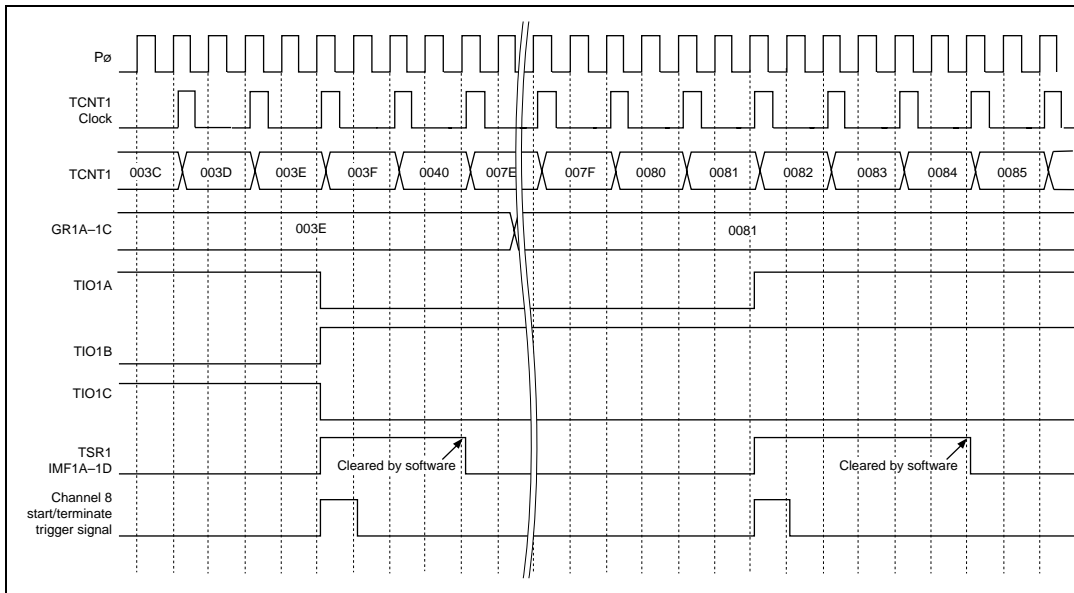 Pø
TCNT1
Clock
TCNT1
003C 003D 003E 003F 0040 007E 007F 0080 0081 0082 0083 0084 0085
GR1A–1C
003E 0081
TIO1A
TIO1B
TIO1C
TSR1
IMF1A–1D
Cleared by software Cleared by software
Channel 8
start/terminate
trigger signal